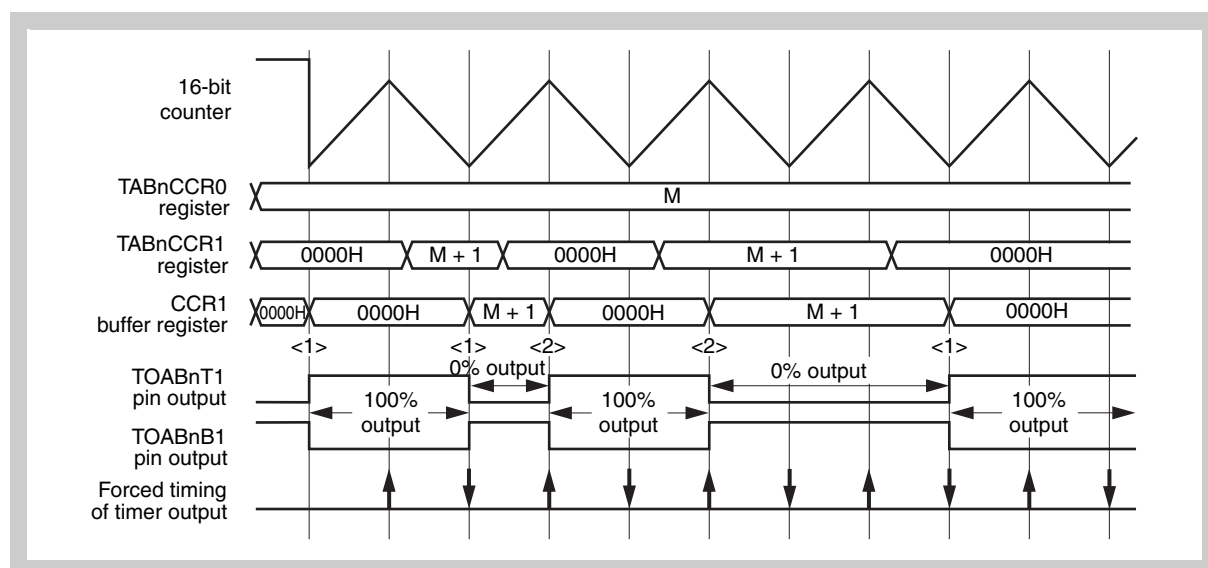 16-bit
counter
TABnCCR0
register
M
TABnCCR1
register
0000H
M + 1
0000H
M + 1
0000H
CCR1
buffer register
0000H
0000H
M + 1
0000H
M + 1
0000H
<1>
<1>
<2>
<2>
<1>
TOABnT1
pin output
0% output
0% output
100%
output
100%
output
100%
output
TOABnB1
pin output
Forced timing
of timer output